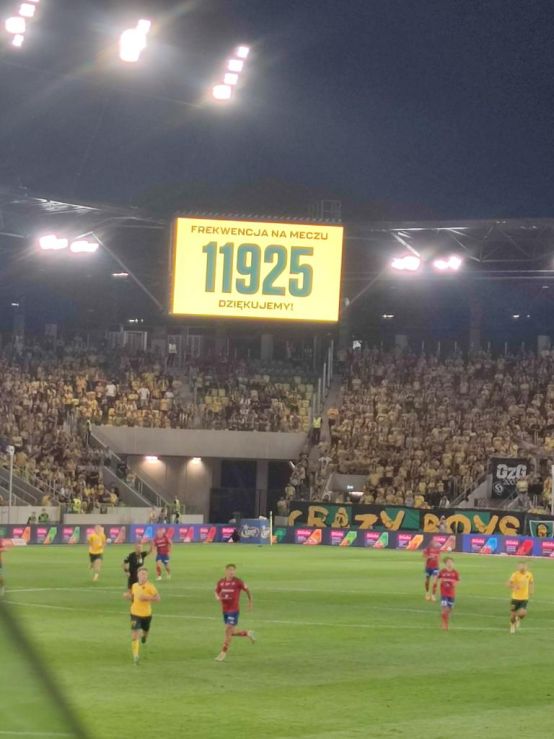 FREKWENCJA NA MECZU
11925
DZIĘKUJEMY!
GzG
CRAZY BOYS